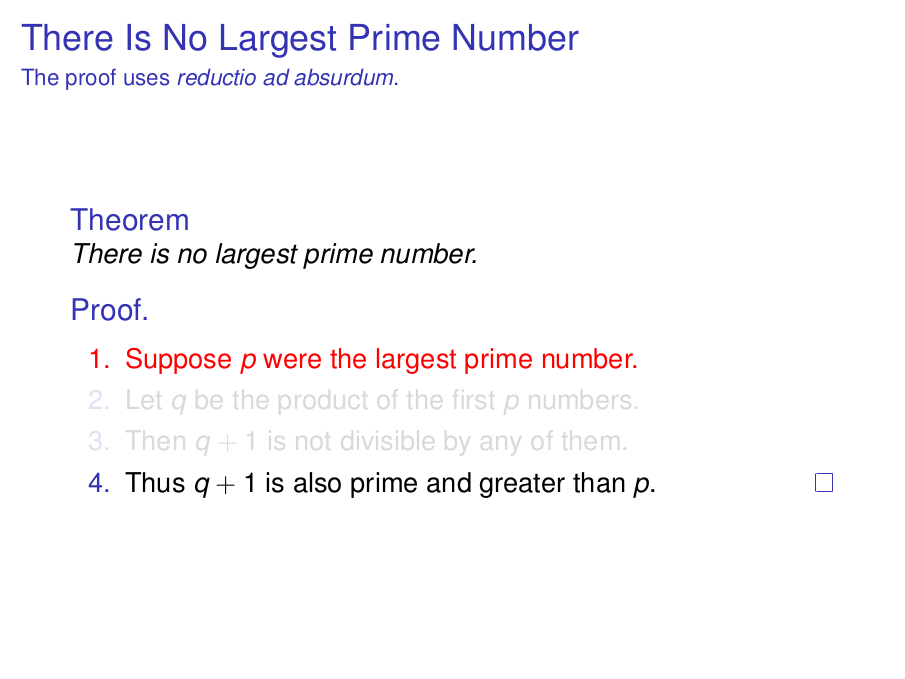 There Is No Largest Prime Number
The proof uses reductio ad absurdum.
Theorem
There is no largest prime number.
Proof.
1. Suppose p were the largest prime number.
2. Let q be the product of the first p numbers.
3. Then q + 1 is not divisible by any of them.
4. Thus q + 1 is also prime and greater than p. □